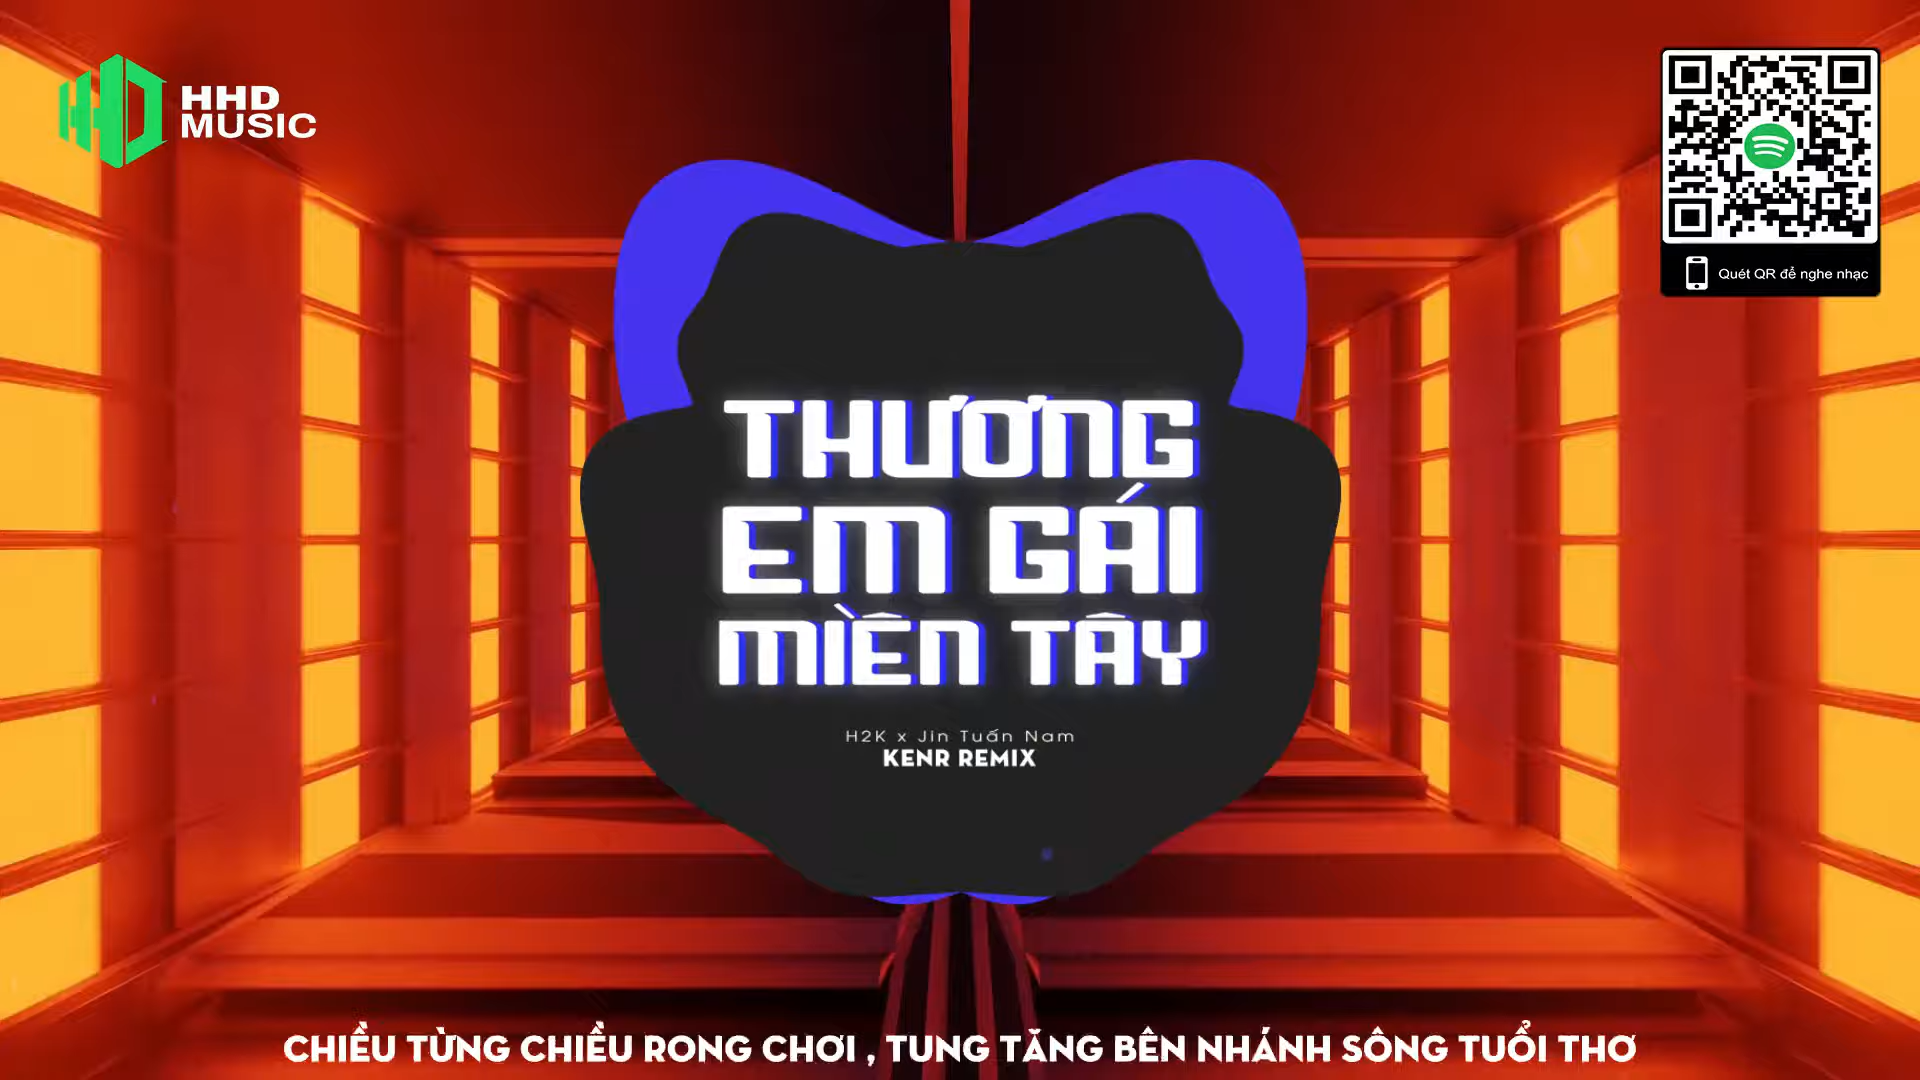 HHD
MUSIC
Quét QR để nghe nhạc
THƯƠNG
EM GÁI
MIỀN TÂY
H2K x Jin Tuấn Nam
KENR REMIX
CHIỀU TỪNG CHIỀU RONG CHƠI , TUNG TĂNG BÊN NHÁNH SÔNG TUỔI THƠ